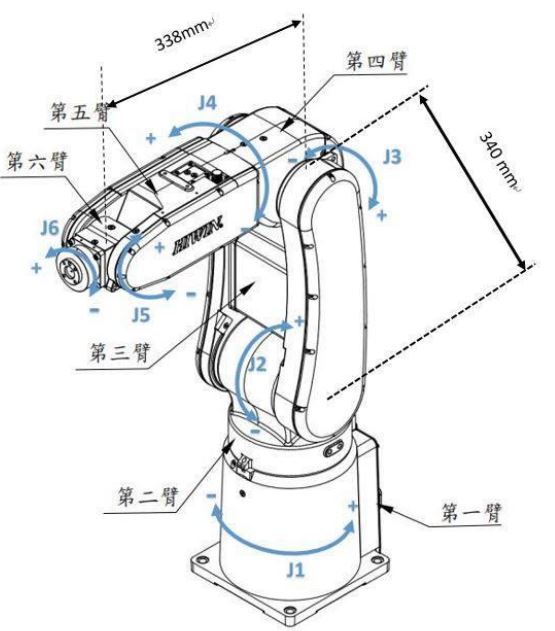 338mm
第四臂
J4
第五臂
+
-
J3
第六臂
340 mm
+
J6
-
HIWIN
+
+
-
-
J5
+
第三臂
J2
-
第二臂
-
+
第一臂
J1